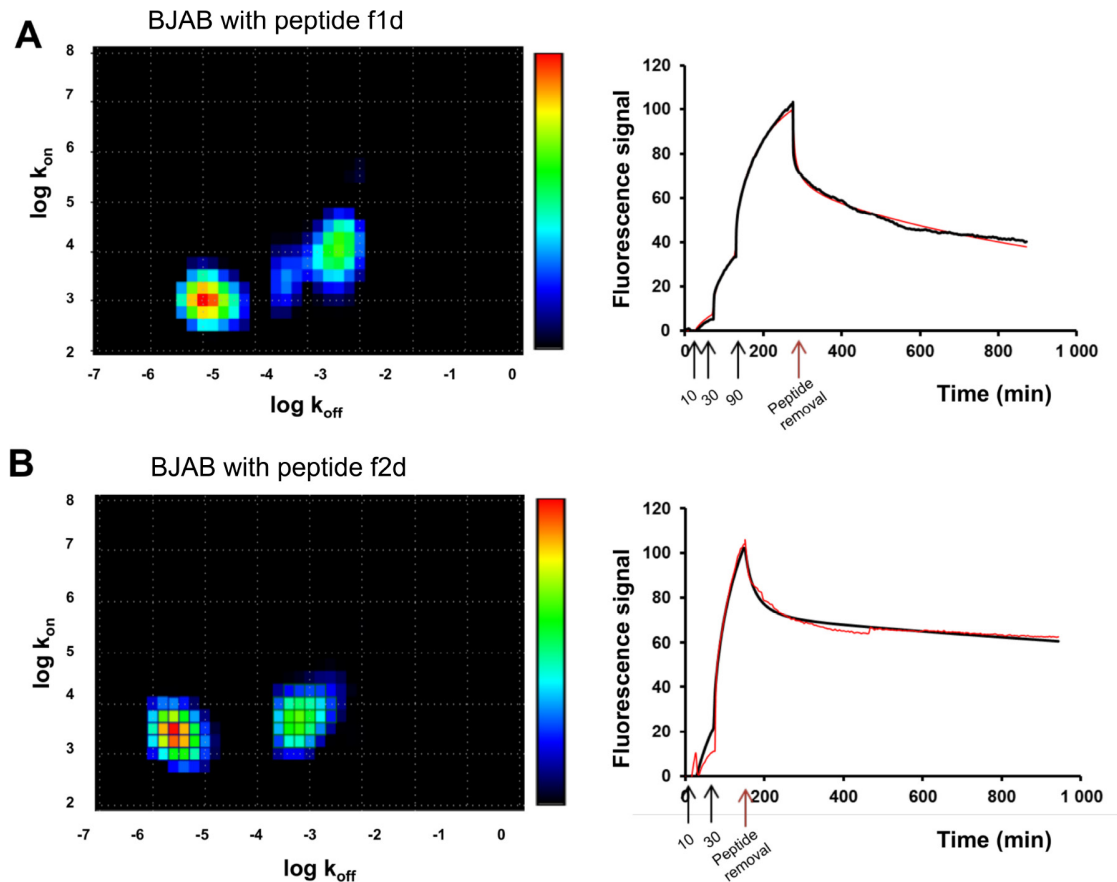 A
BJAB with peptide f1d
8
7
6
5
4
3
2
log kon
-7 -6 -5 -4 -3 -2 -1 0
log koff
120
100
80
60
40
20
0
Fluorescence signal
0 200 400 600 800 1 000
10 30 90 Peptide
removal
Time (min)
B
BJAB with peptide f2d
8
7
6
5
4
3
2
log kon
-7 -6 -5 -4 -3 -2 -1 0
log koff
120
100
80
60
40
20
0
Fluorescence signal
0 200 400 600 800 1 000
10 30 Peptide
removal
Time (min)